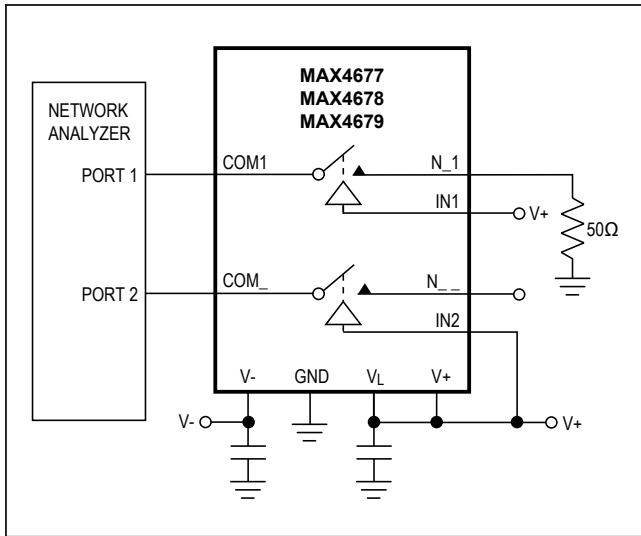 MAX4677
MAX4678
MAX4679
NETWORK
ANALYZER
PORT 1
COM1
N_1
IN1
V+
50Ω
PORT 2
COM_
N_ _
IN2
V-
GND
VL
V+
V-
V+